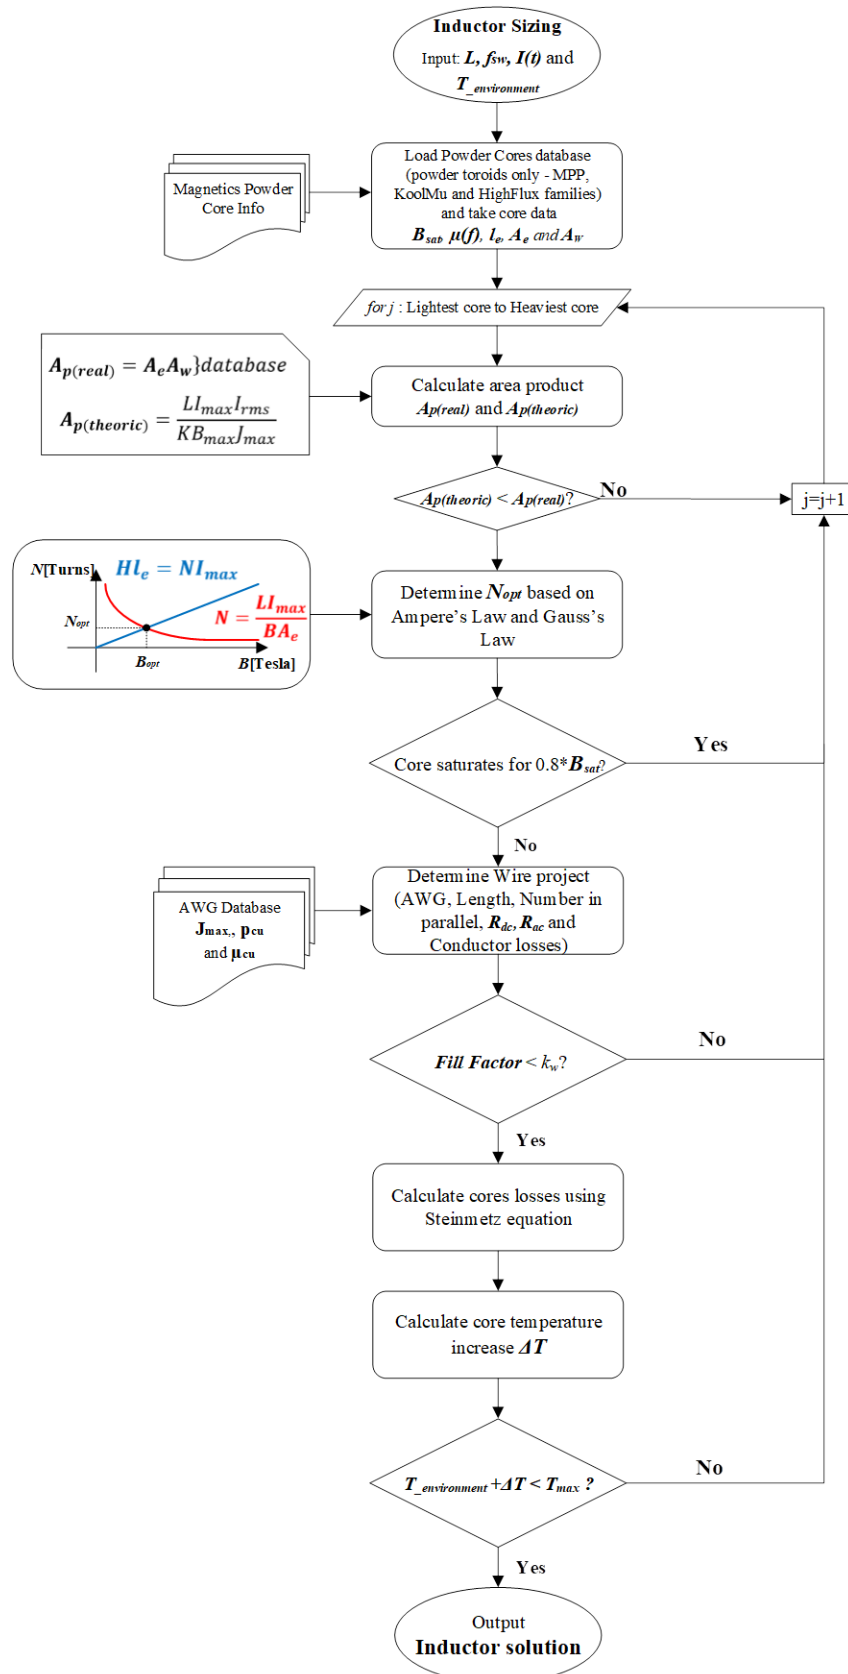 Inductor Sizing
Input: L, fsw, I(t) and
T_environment
Magnetics Powder
Core Info
Load Powder Cores database
(powder toroids only - MPP,
KoolMu and HighFlux families)
and take core data
Bsat, μ(f), le, Ae and Aw
for j : Lightest core to Heaviest core
Ap(real) = AeAw}database
Ap(theoric) = LImaxIrms / KBmaxJmax
Calculate area product
Ap(real) and Ap(theoric)
Ap(theoric) < Ap(real)?
No
j=j+1
N[Turns]
Hle = NImax
N = LImax / BAe
Nopt
Bopt
B[Tesla]
Determine Nopt based on
Ampere's Law and Gauss's
Law
Core saturates for 0.8*Bsat?
Yes
No
AWG Database
Jmax,, pcu
and μcu
Determine Wire project
(AWG, Length, Number in
parallel, Rdc, Rac and
Conductor losses)
Fill Factor < kw?
No
Yes
Calculate cores losses using
Steinmetz equation
Calculate core temperature
increase ΔT
T_environment +ΔT < Tmax ?
No
Yes
Output
Inductor solution